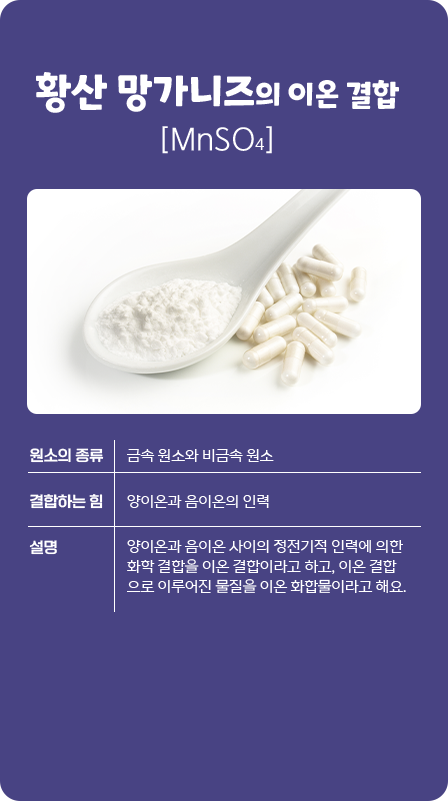 황산 망가니즈의 이온 결합
[MnSO₄]
원소의 종류 금속 원소와 비금속 원소
결합하는 힘 양이온과 음이온의 인력
설명 양이온과 음이온 사이의 정전기적 인력에 의한
화학 결합을 이온 결합이라고 하고, 이온 결합
으로 이루어진 물질을 이온 화합물이라고 해요.